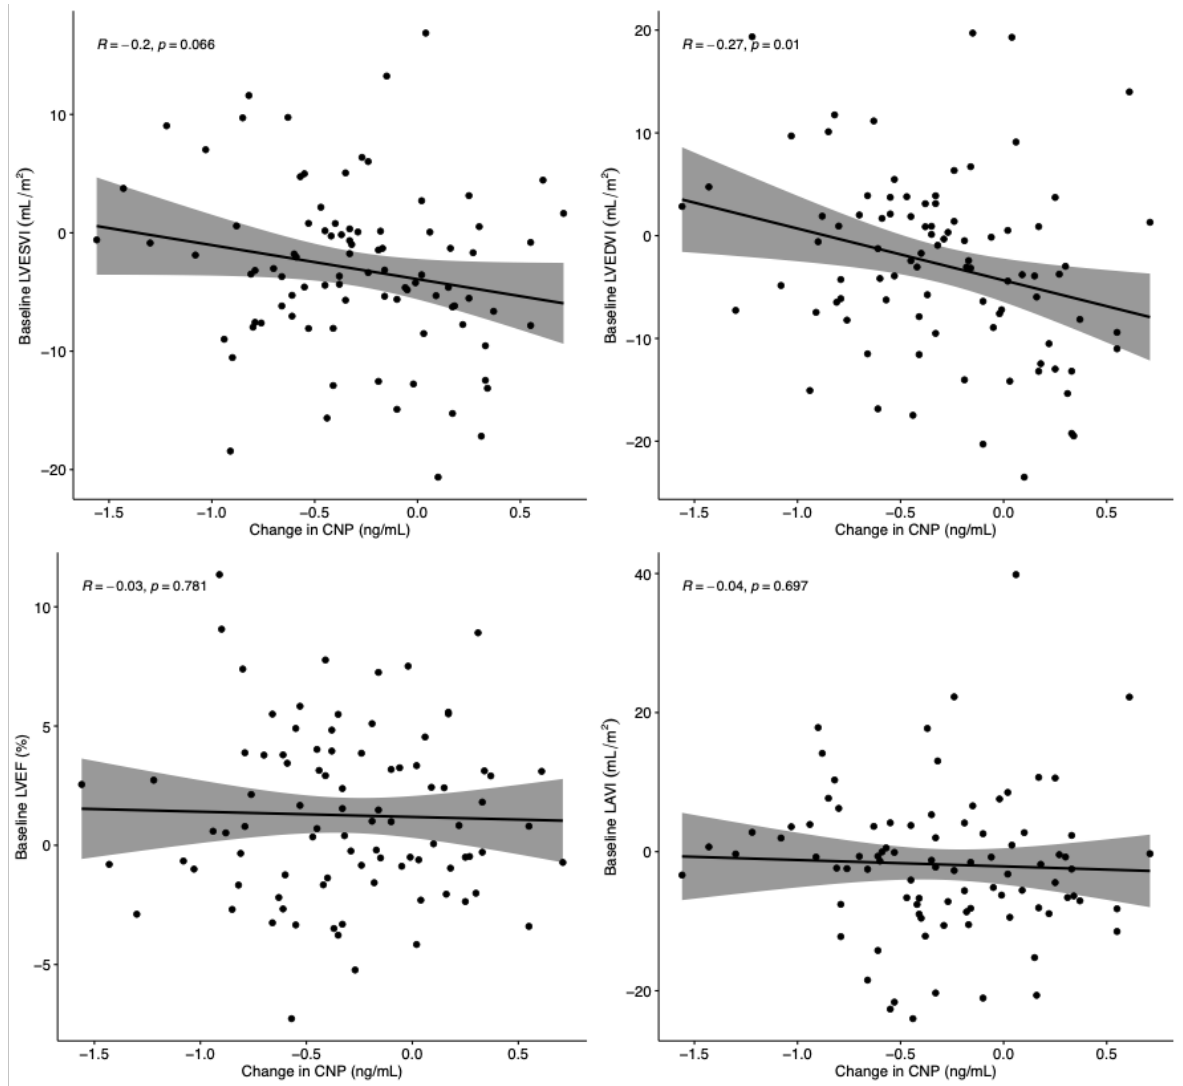 R = −0.2, p = 0.066
Baseline LVESVI (mL/m²)
10
0
−10
−20
−1.5 −1.0 −0.5 0.0 0.5
Change in CNP (ng/mL)
R = −0.27, p = 0.01
Baseline LVEDVI (mL/m²)
20
10
0
−10
−20
−1.5 −1.0 −0.5 0.0 0.5
Change in CNP (ng/mL)
R = −0.03, p = 0.781
Baseline LVEF (%)
10
5
0
−5
−1.5 −1.0 −0.5 0.0 0.5
Change in CNP (ng/mL)
R = −0.04, p = 0.697
Baseline LAVI (mL/m²)
40
20
0
−20
−1.5 −1.0 −0.5 0.0 0.5
Change in CNP (ng/mL)